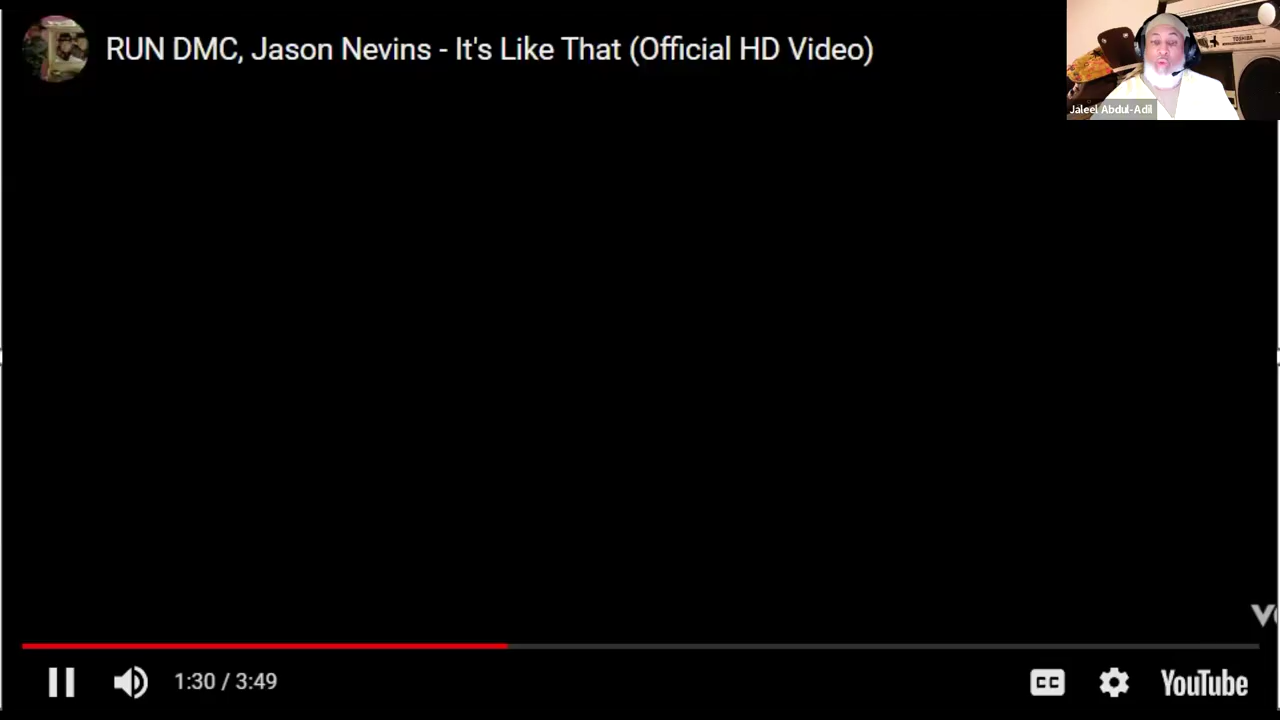 RUN DMC, Jason Nevins - It's Like That (Official HD Video)
TOSHIBA
Jaleel Abdul-Adil
1:30 / 3:49
CC
YouTube